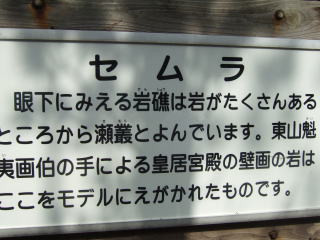 セムラ
眼下にみえる岩礁は岩がたくさんある
ところから瀬叢とよんでいます。東山魁
夷画伯の手による皇居宮殿の壁画の岩は
ここをモデルにえがかれたものです。